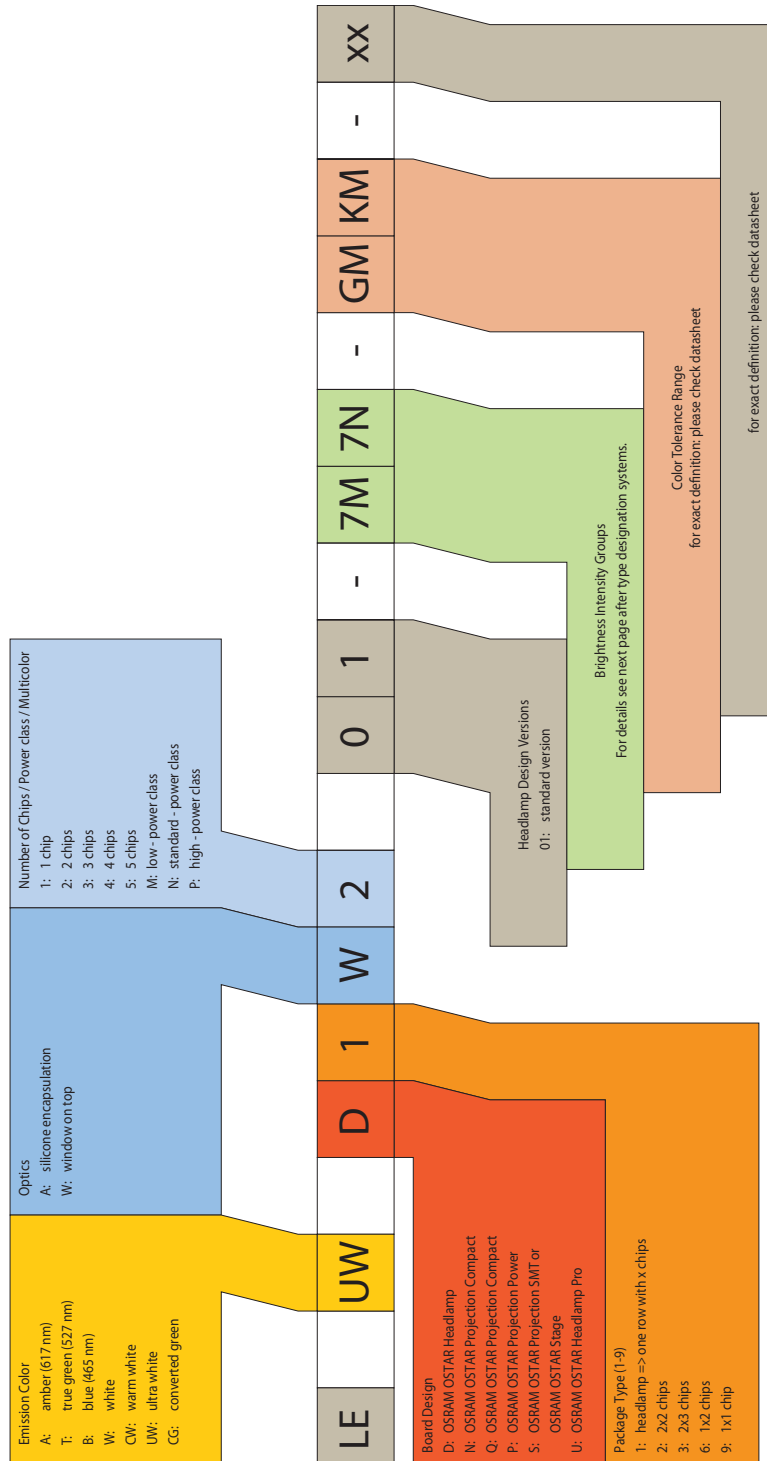 Emission Color
A: amber (617 nm)
T: true green (527 nm)
B: blue (465 nm)
W: white
CW: warm white
UW: ultra white
CG: converted green
Optics
A: silicone encapsulation
W: window on top
Number of Chips / Power class / Multicolor
1: 1 chip
2: 2 chips
3: 3 chips
4: 4 chips
5: 5 chips
M: low - power class
N: standard - power class
P: high - power class
LE UW D 1 W 2 0 1 - 7M 7N - GM KM - xx
Board Design
D: OSRAM OSTAR Headlamp
N: OSRAM OSTAR Projection Compact
Q: OSRAM OSTAR Projection Compact
P: OSRAM OSTAR Projection Power
S: OSRAM OSTAR Projection SMT or
OSRAM OSTAR Stage
U: OSRAM OSTAR Headlamp Pro
Package Type (1-9)
1: headlamp => one row with x chips
2: 2x2 chips
3: 2x3 chips
6: 1x2 chips
9: 1x1 chip
Headlamp Design Versions
01: standard version
Brightness Intensity Groups
For details see next page after type designation systems.
Color Tolerance Range
for exact definition: please check datasheet
for exact definition: please check datasheet